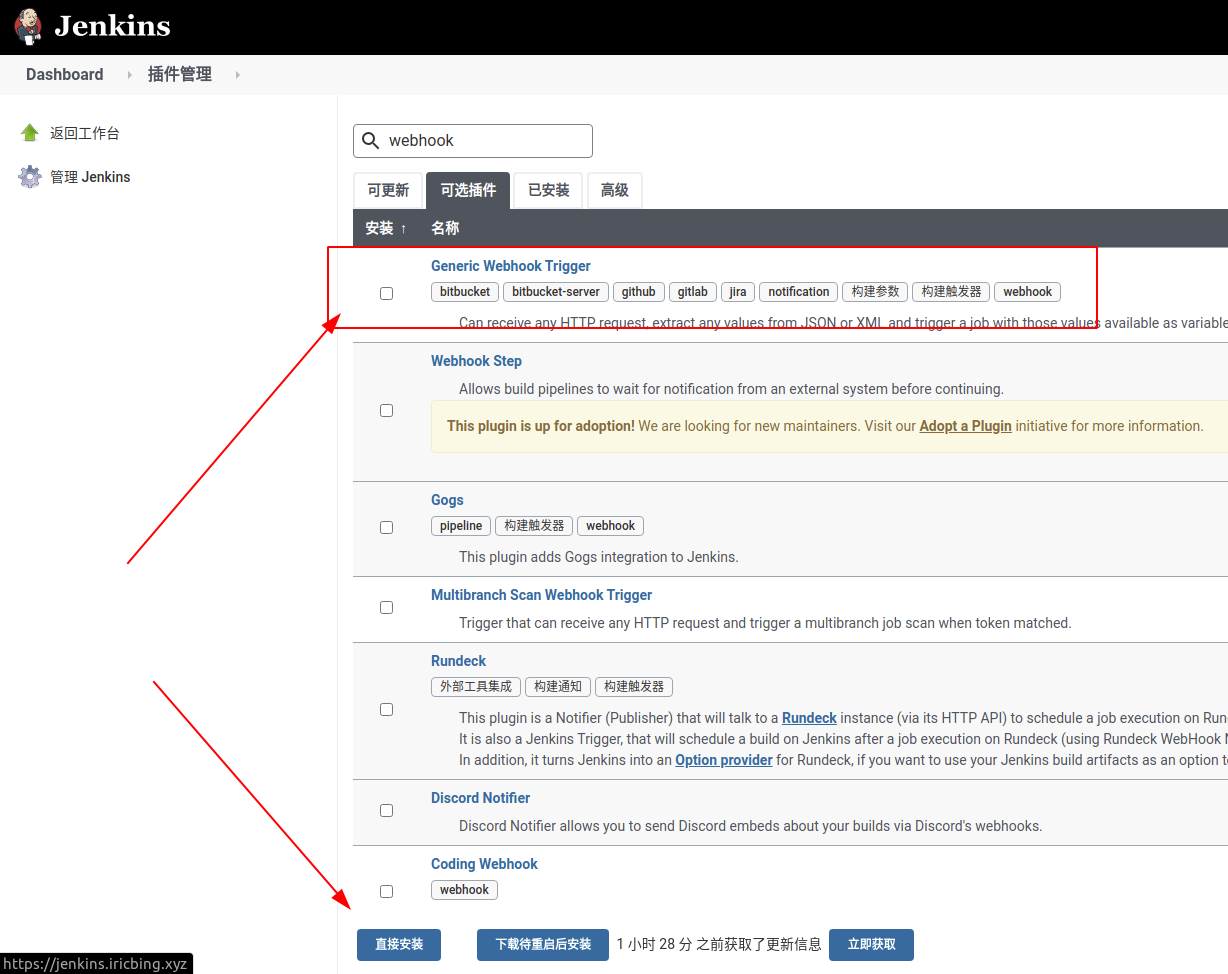 Jenkins
Dashboard 插件管理
返回工作台
管理 Jenkins
webhook
可更新 可选插件 已安装 高级
安装 ↑ 名称
Generic Webhook Trigger
bitbucket bitbucket-server github gitlab jira notification 构建参数 构建触发器 webhook
Can receive any HTTP request, extract any values from JSON or XML and trigger a job with those values available as variable
Webhook Step
Allows build pipelines to wait for notification from an external system before continuing.
This plugin is up for adoption! We are looking for new maintainers. Visit our Adopt a Plugin initiative for more information.
Gogs
pipeline 构建触发器 webhook
This plugin adds Gogs integration to Jenkins.
Multibranch Scan Webhook Trigger
Trigger that can receive any HTTP request and trigger a multibranch job scan when token matched.
Rundeck
外部工具集成 构建通知 构建触发器
This plugin is a Notifier (Publisher) that will talk to a Rundeck instance (via its HTTP API) to schedule a job execution on Run
It is also a Jenkins Trigger, that will schedule a build on Jenkins after a job execution on Rundeck (using Rundeck WebHook
In addition, it turns Jenkins into an Option provider for Rundeck, if you want to use your Jenkins build artifacts as an option
Discord Notifier
Discord Notifier allows you to send Discord embeds about your builds via Discord's webhooks.
Coding Webhook
webhook
直接安装 下载待重启后安装 1 小时 28 分 之前获取了更新信息 立即获取
https://jenkins.iricbing.xyz